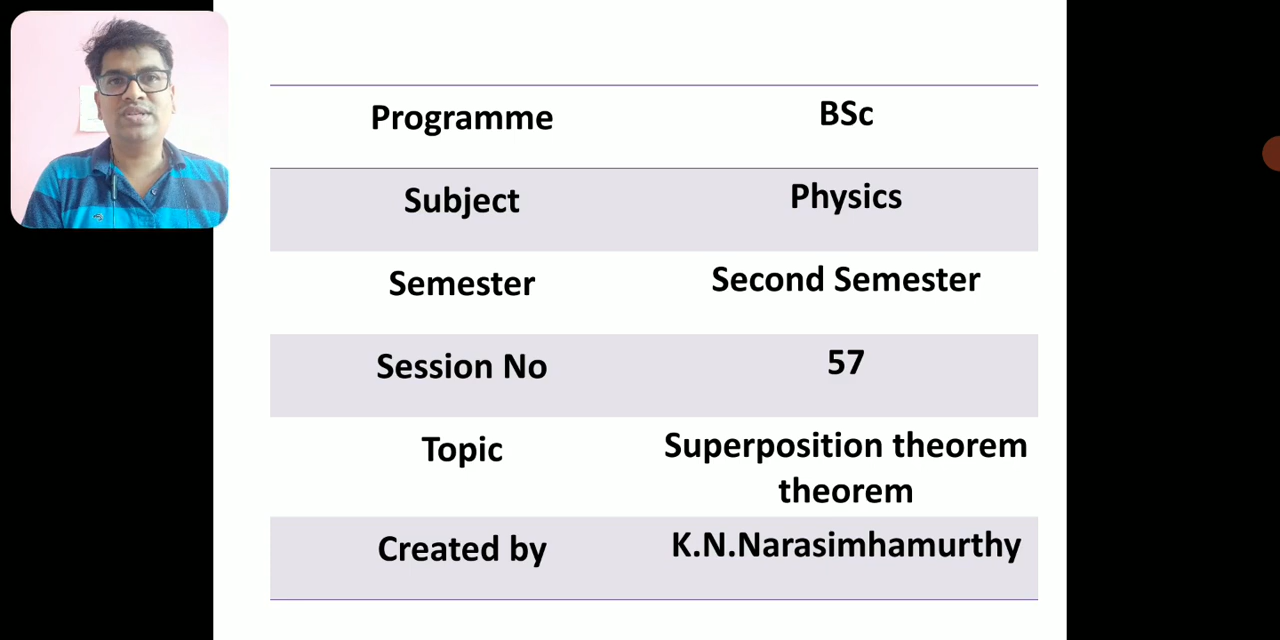 Programme BSc
Subject Physics
Semester Second Semester
Session No 57
Topic Superposition theorem
theorem
Created by K.N.Narasimhamurthy